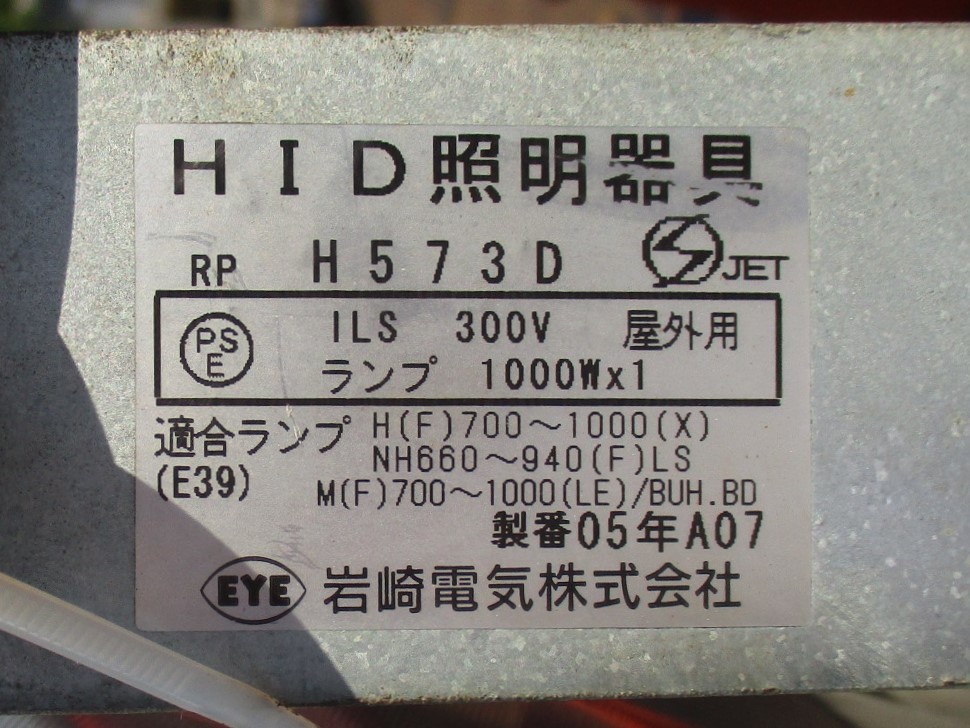 HID照明器具
RP H573D JET
PSE ILS 300V 屋外用
ランプ 1000Wx1
適合ランプ H(F)700～1000(X)
NH660～940(F)LS
(E39) M(F)700～1000(LE)/BUH.BD
製番05年A07
EYE 岩崎電気株式会社